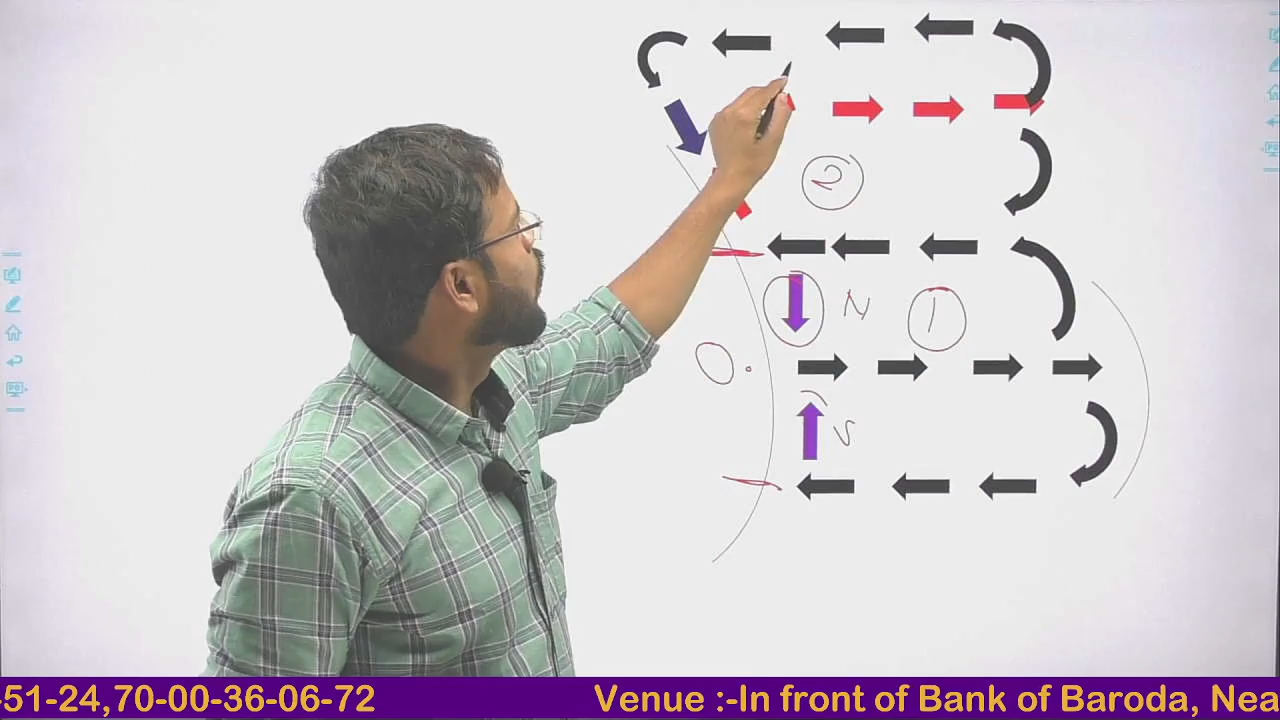 2
N
1
0.
S
-51-24,70-00-36-06-72 Venue :-In front of Bank of Baroda, Nea